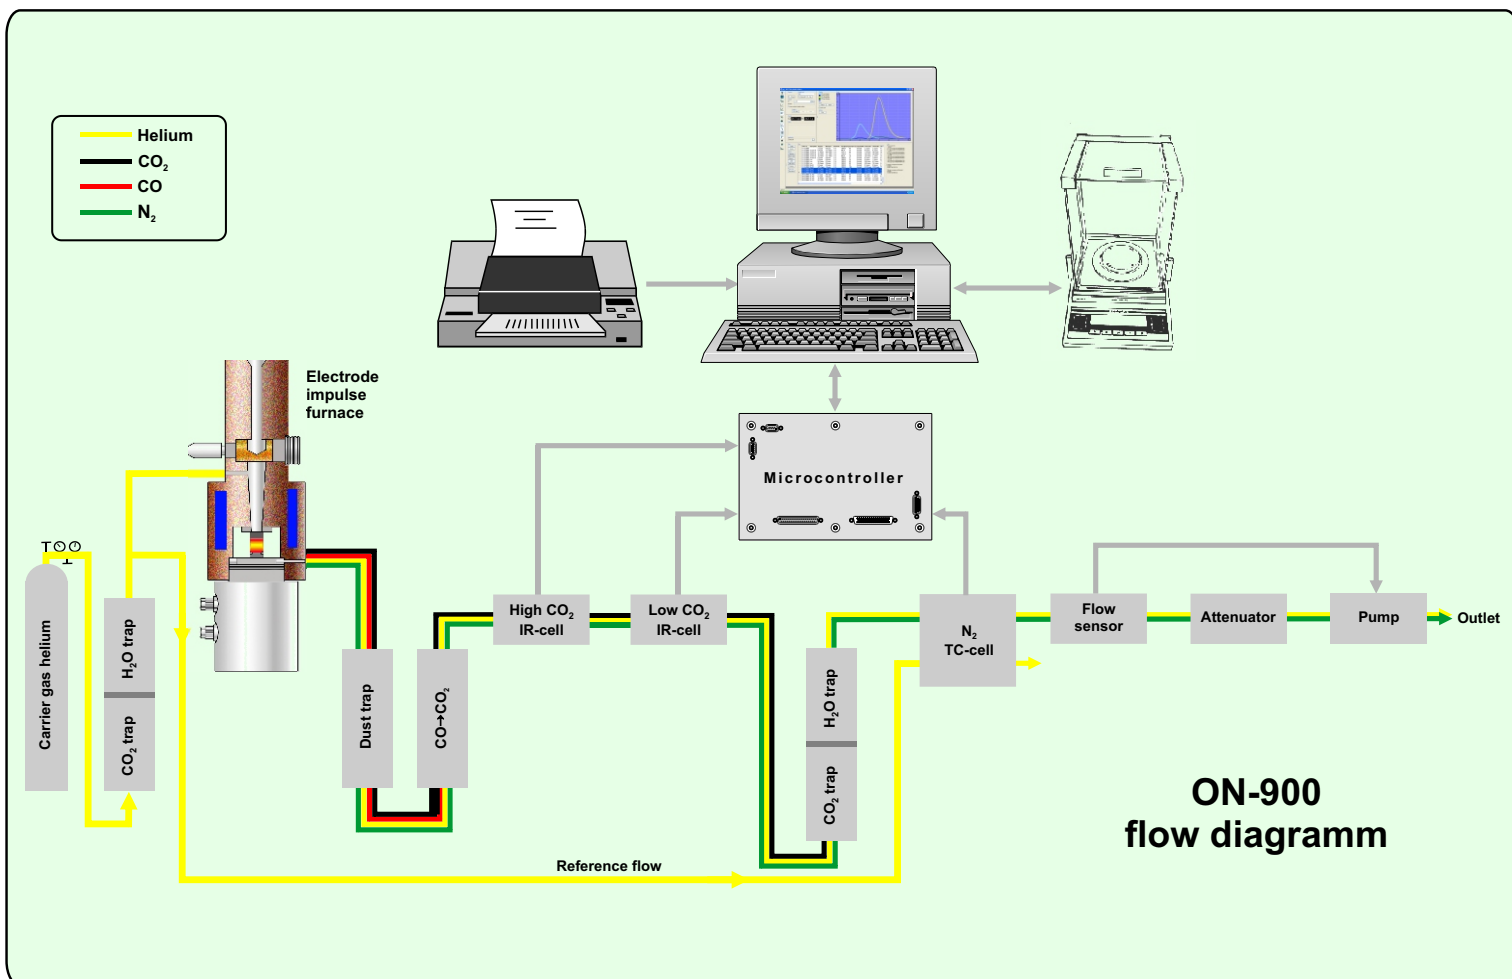 Helium
CO₂
CO
N₂
Electrode
impulse
furnace
Microcontroller
Carrier gas helium
H₂O trap
CO₂ trap
Dust trap
CO→CO₂
High CO₂
IR-cell
Low CO₂
IR-cell
H₂O trap
CO₂ trap
N₂
TC-cell
Flow
sensor
Attenuator
Pump
Outlet
Reference flow
ON-900
flow diagramm